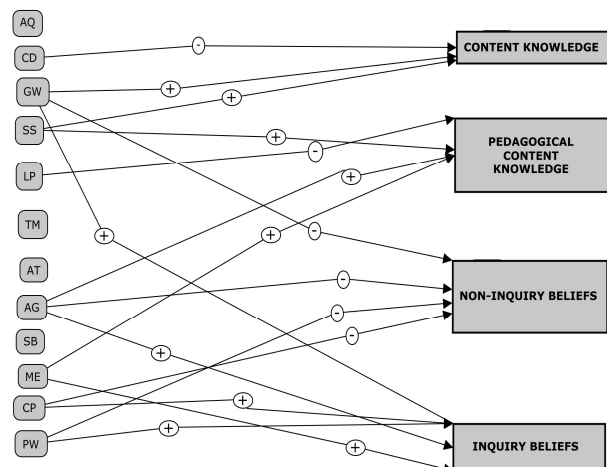 AQ
CD
GW
SS
LP
TM
AT
AG
SB
ME
CP
PW
-
+
+
+
-
+
+
+
-
-
-
-
+
+
+
+
CONTENT KNOWLEDGE
PEDAGOGICAL
CONTENT
KNOWLEDGE
NON-INQUIRY BELIEFS
INQUIRY BELIEFS